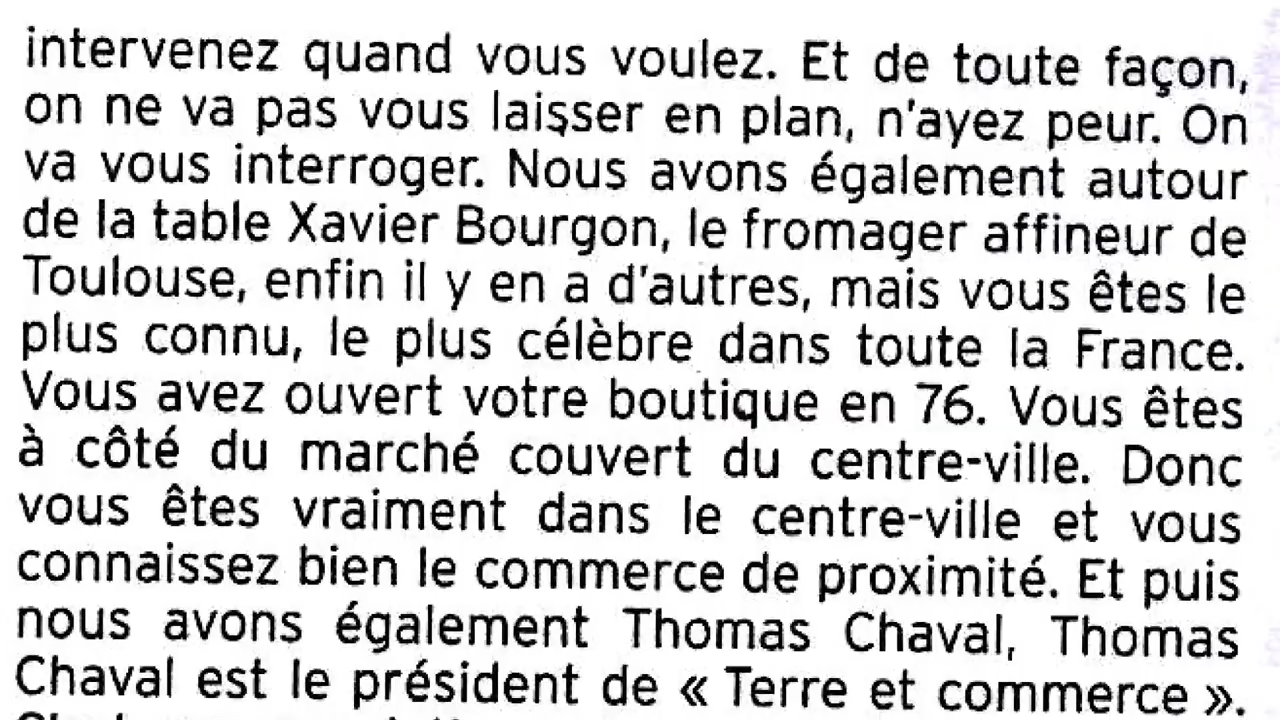 intervenez quand vous voulez. Et de toute façon,
on ne va pas vous laisser en plan, n'ayez peur. On
va vous interroger. Nous avons également autour
de la table Xavier Bourgon, le fromager affineur de
Toulouse, enfin il y en a d'autres, mais vous êtes le
plus connu, le plus célèbre dans toute la France.
Vous avez ouvert votre boutique en 76. Vous êtes
à côté du marché couvert du centre-ville. Donc
vous êtes vraiment dans le centre-ville et vous
connaissez bien le commerce de proximité. Et puis
nous avons également Thomas Chaval, Thomas
Chaval est le président de « Terre et commerce ».